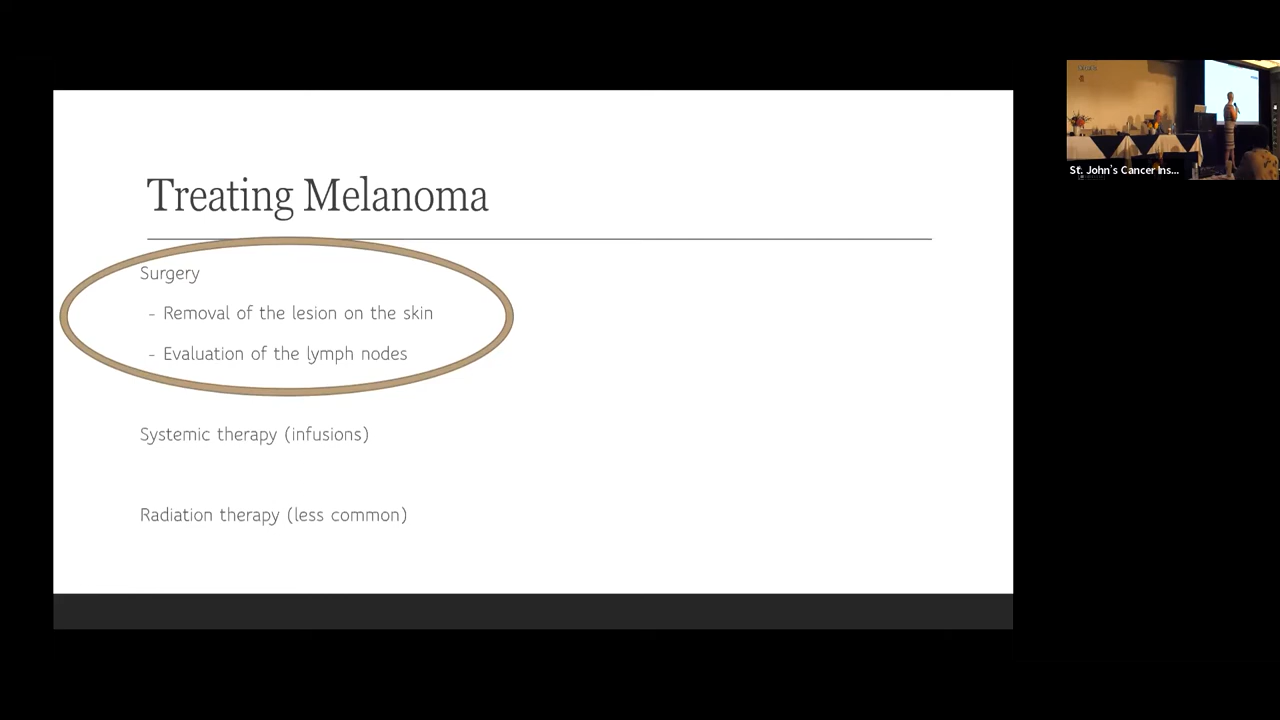 Treating Melanoma
Surgery
- Removal of the lesion on the skin
- Evaluation of the lymph nodes
Systemic therapy (infusions)
Radiation therapy (less common)
St. John's Cancer Ins...